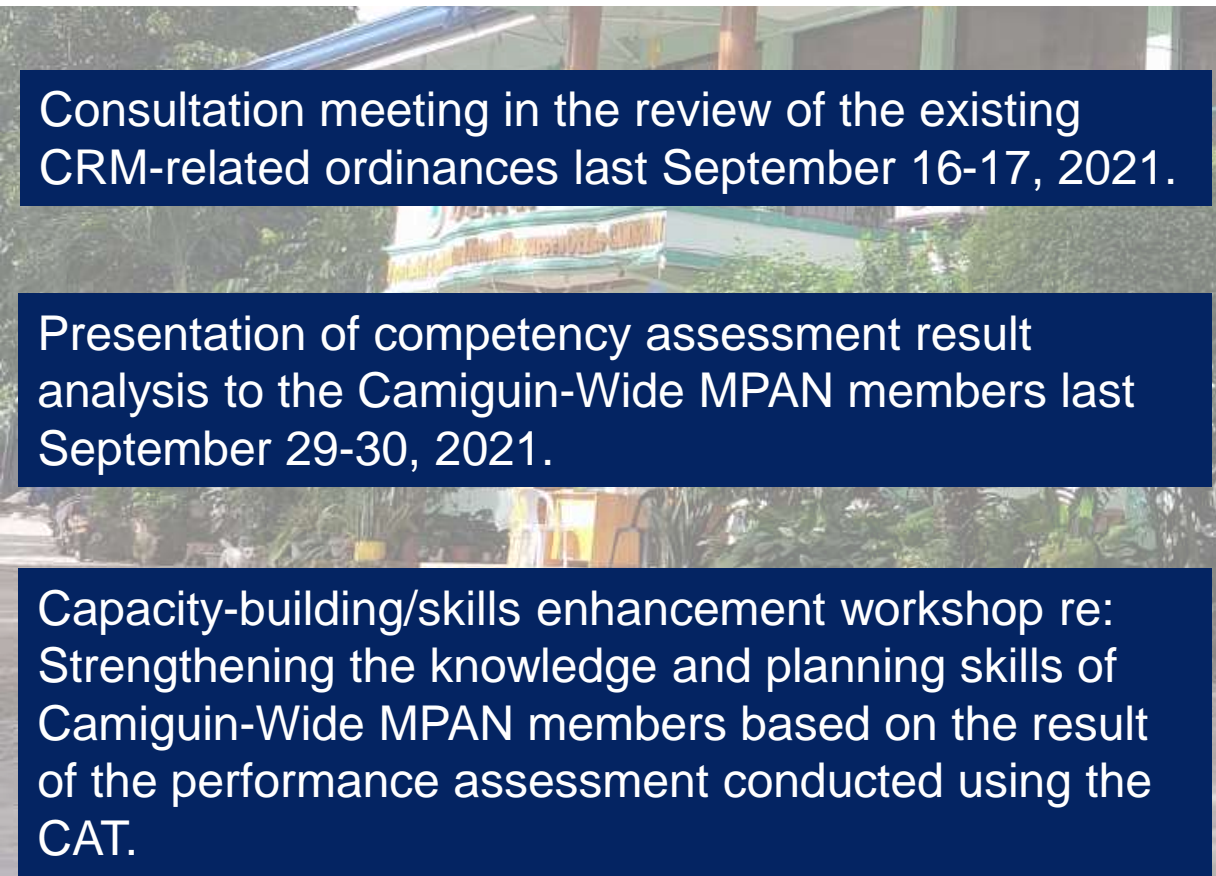 Consultation meeting in the review of the existing
CRM-related ordinances last September 16-17, 2021.
Presentation of competency assessment result
analysis to the Camiguin-Wide MPAN members last
September 29-30, 2021.
Capacity-building/skills enhancement workshop re:
Strengthening the knowledge and planning skills of
Camiguin-Wide MPAN members based on the result
of the performance assessment conducted using the
CAT.